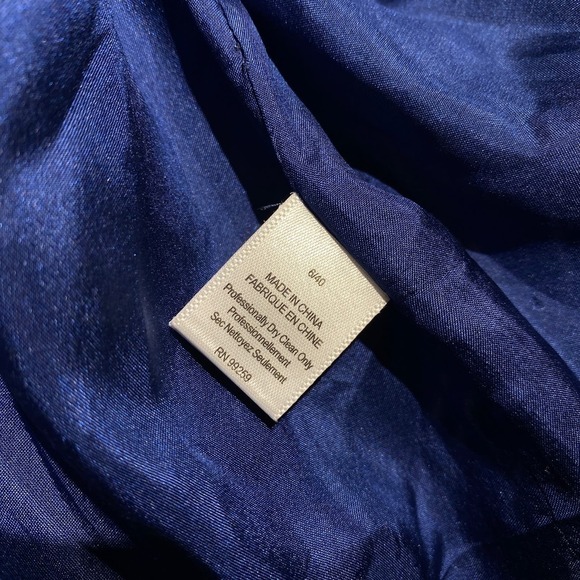 6/40
MADE IN CHINA
FABRIQUE EN CHINE
Professionally Dry Clean Only
Professionnellement
Sec Nettoyez Seulement
RN 99259